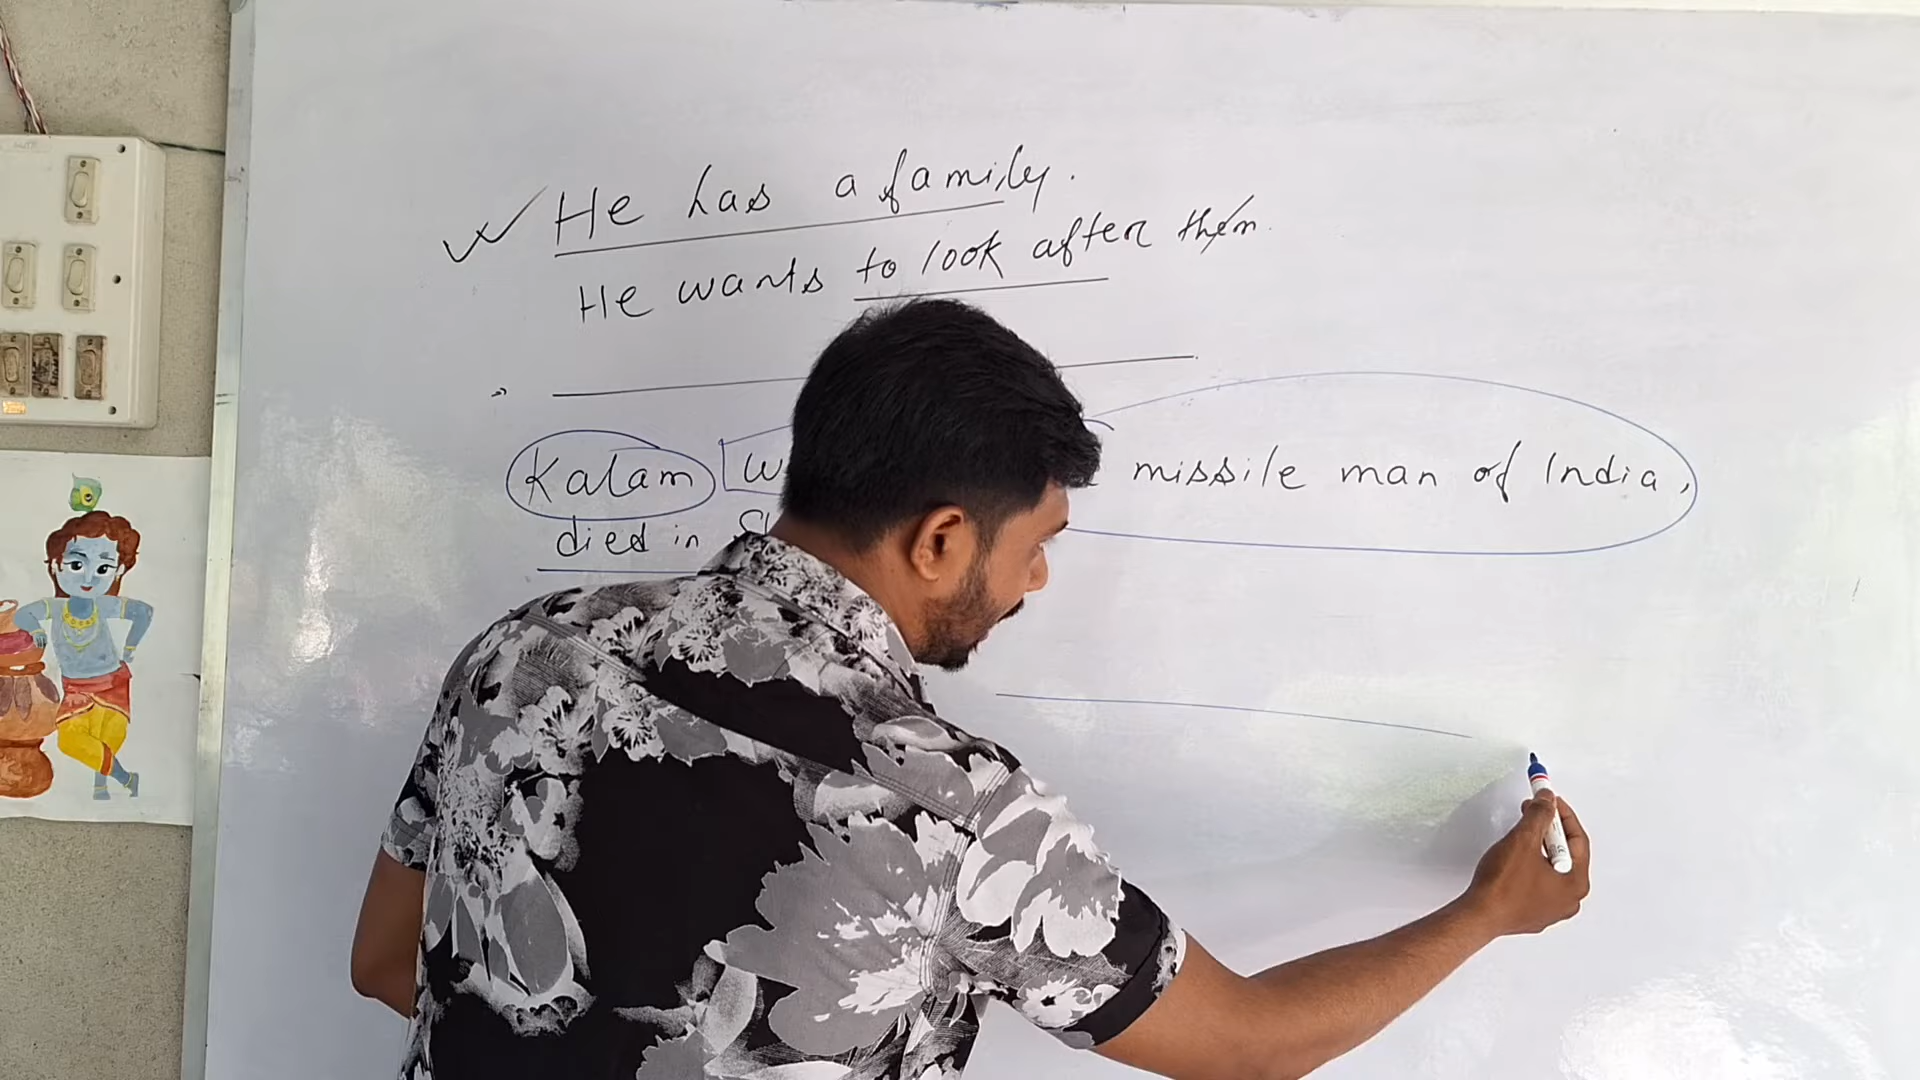 He has a family.
He wants to look after them.
Kalam missile man of India,
died in